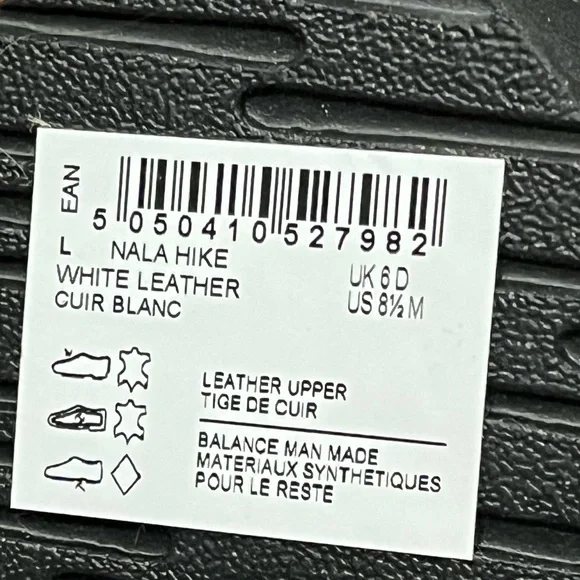 EAN
5 050410 527982
L NALA HIKE
WHITE LEATHER
CUIR BLANC
UK 6 D
US 8½ M
LEATHER UPPER
TIGE DE CUIR
BALANCE MAN MADE
MATERIAUX SYNTHETIQUES
POUR LE RESTE